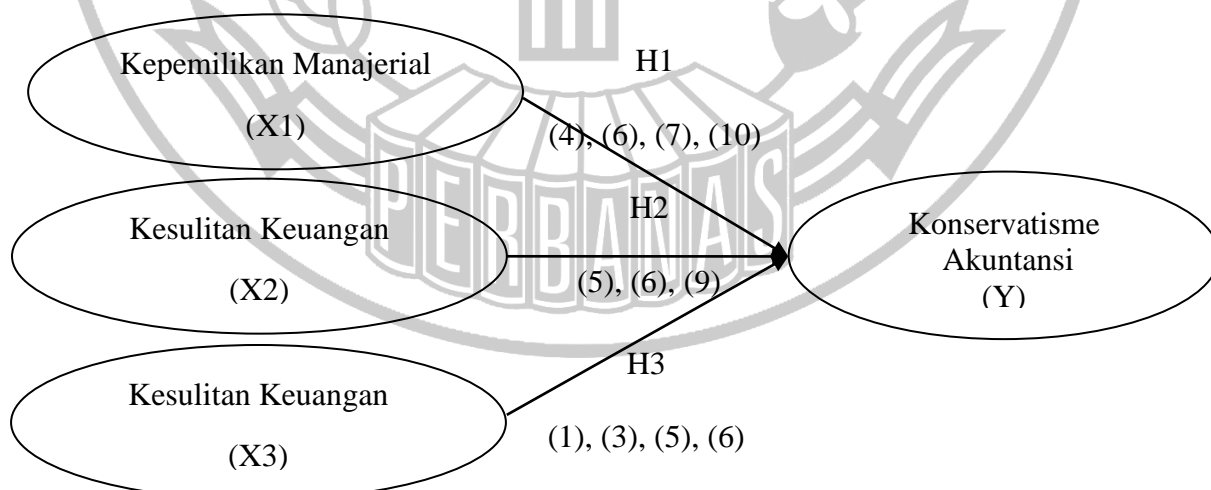 Kepemilikan Manajerial
(X1)
H1
(4), (6), (7), (10)
Kesulitan Keuangan
(X2)
H2
(5), (6), (9)
Konservatisme
Akuntansi
(Y)
Kesulitan Keuangan
(X3)
H3
(1), (3), (5), (6)
PERBANAS